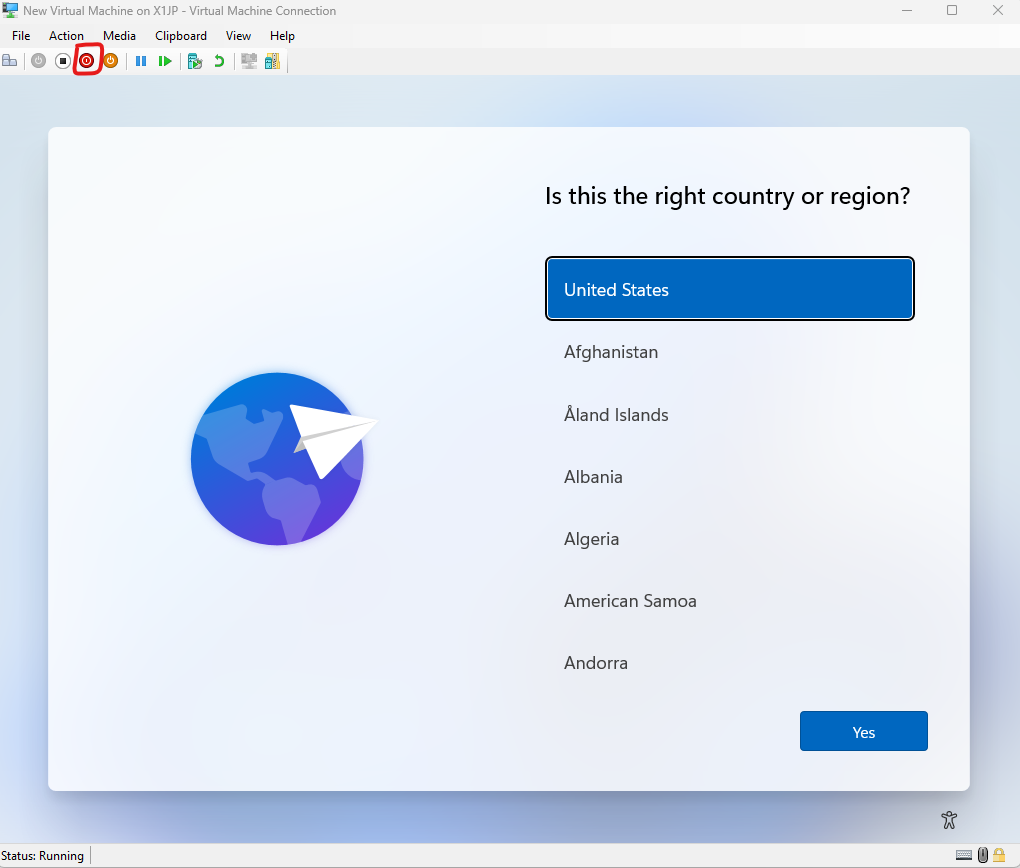 New Virtual Machine on X1JP - Virtual Machine Connection
File Action Media Clipboard View Help
Is this the right country or region?
United States
Afghanistan
Åland Islands
Albania
Algeria
American Samoa
Andorra
Yes
Status: Running